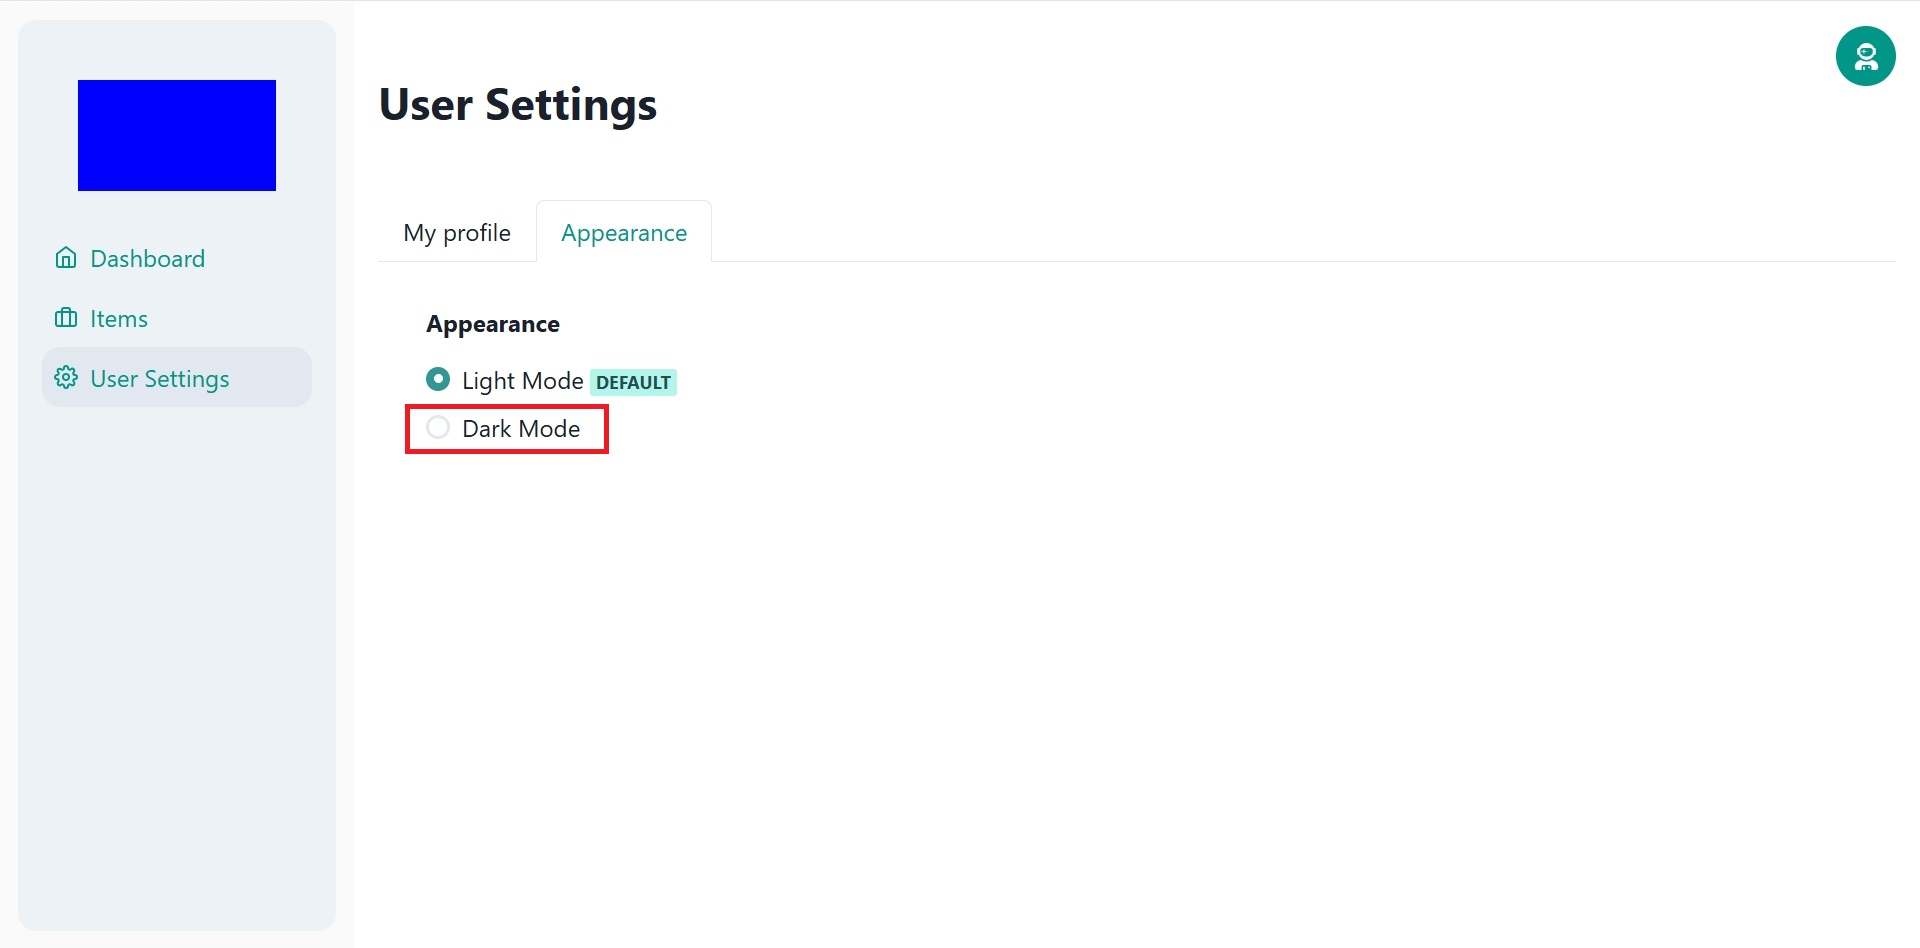 User Settings
Dashboard
Items
User Settings
My profile
Appearance
Appearance
Light Mode DEFAULT
Dark Mode